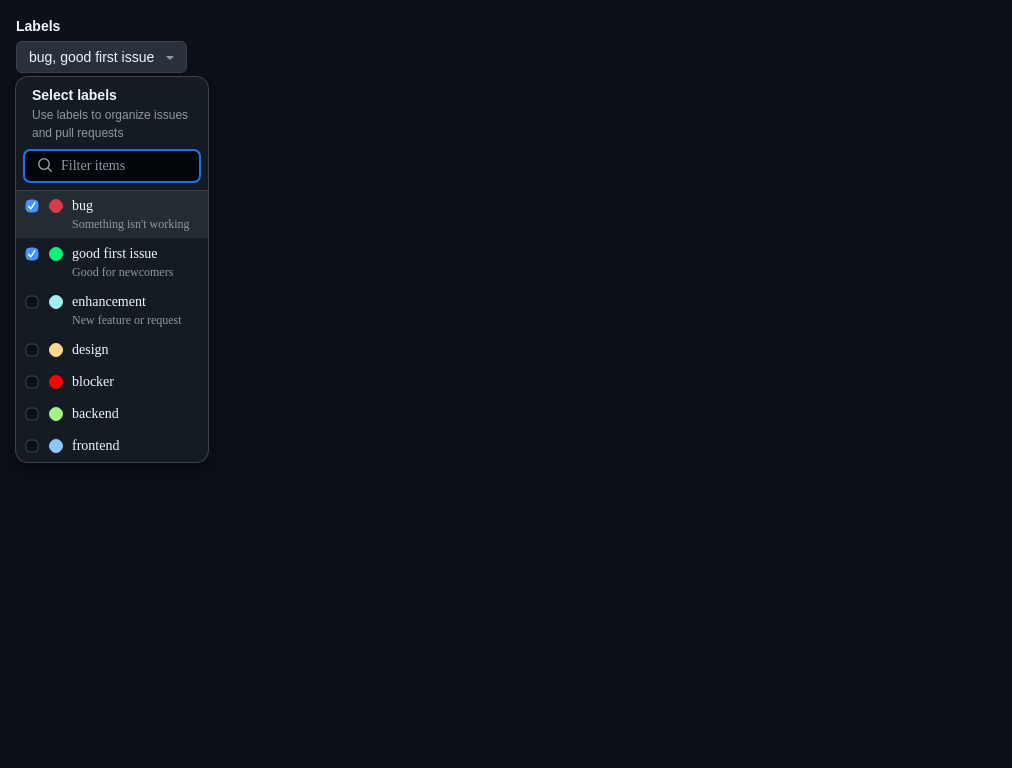 Labels
bug, good first issue
Select labels
Use labels to organize issues
and pull requests
Filter items
bug
Something isn't working
good first issue
Good for newcomers
enhancement
New feature or request
design
blocker
backend
frontend